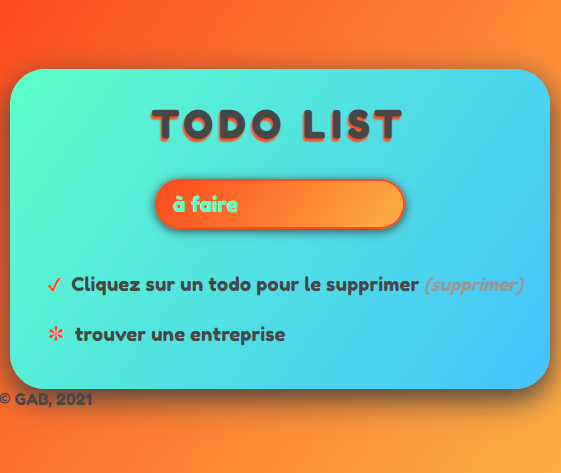 TODO LIST
à faire
✓ Cliquez sur un todo pour le supprimer (supprimer)
✻ trouver une entreprise
© GAB, 2021